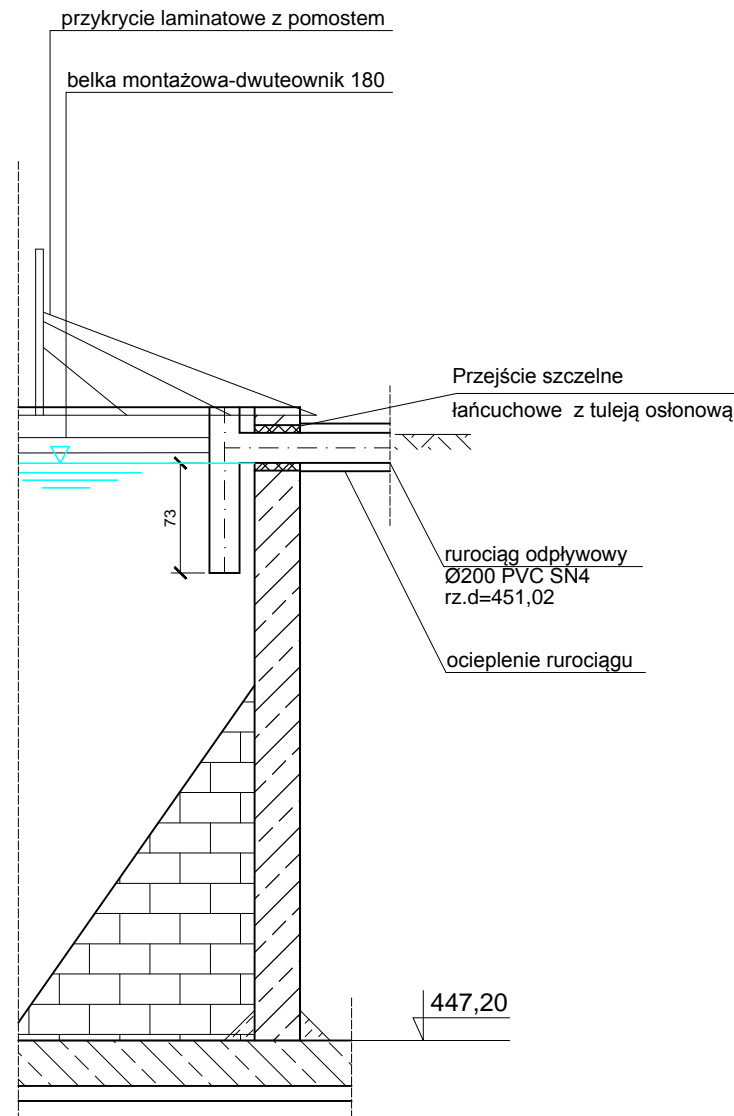 przykrycie laminatowe z pomostem
belka montażowa-dwuteownik 180
Przejście szczelne
łańcuchowe z tuleją osłonową
73
rurociąg odpływowy
Ø200 PVC SN4
rz.d=451,02
ocieplenie rurociągu
447,20